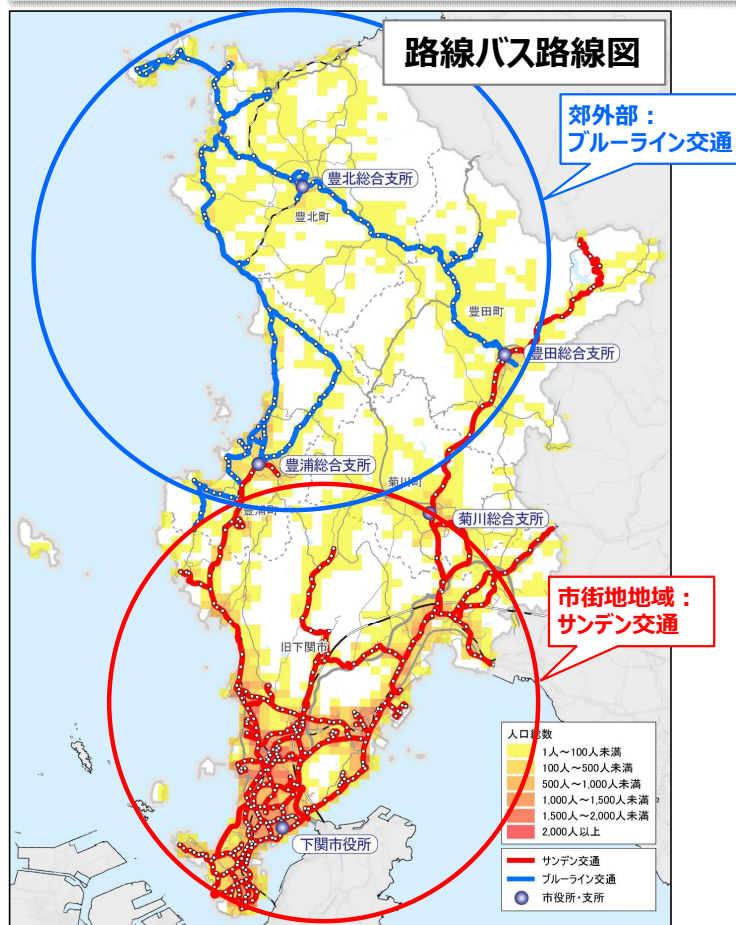 路線バス路線図
郊外部：
ブルーライン交通
豊北総合支所
豊北町
豊田町
豊田総合支所
豊浦総合支所
菊川町
豊浦町
菊川総合支所
市街地地域：
サンデン交通
旧下関市
下関市役所
人口総数
1人～100人未満
100人～500人未満
500人～1,000人未満
1,000人～1,500人未満
1,500人～2,000人未満
2,000人以上
サンデン交通
ブルーライン交通
市役所・支所